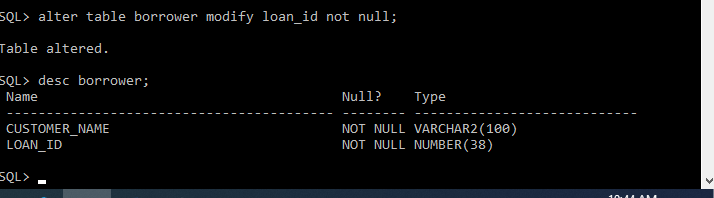 SQL> alter table borrower modify loan_id not null;
Table altered.
SQL> desc borrower;
Name Null? Type
----------------------------------------- -------- ----------------------------
CUSTOMER_NAME NOT NULL VARCHAR2(100)
LOAN_ID NOT NULL NUMBER(38)
SQL>